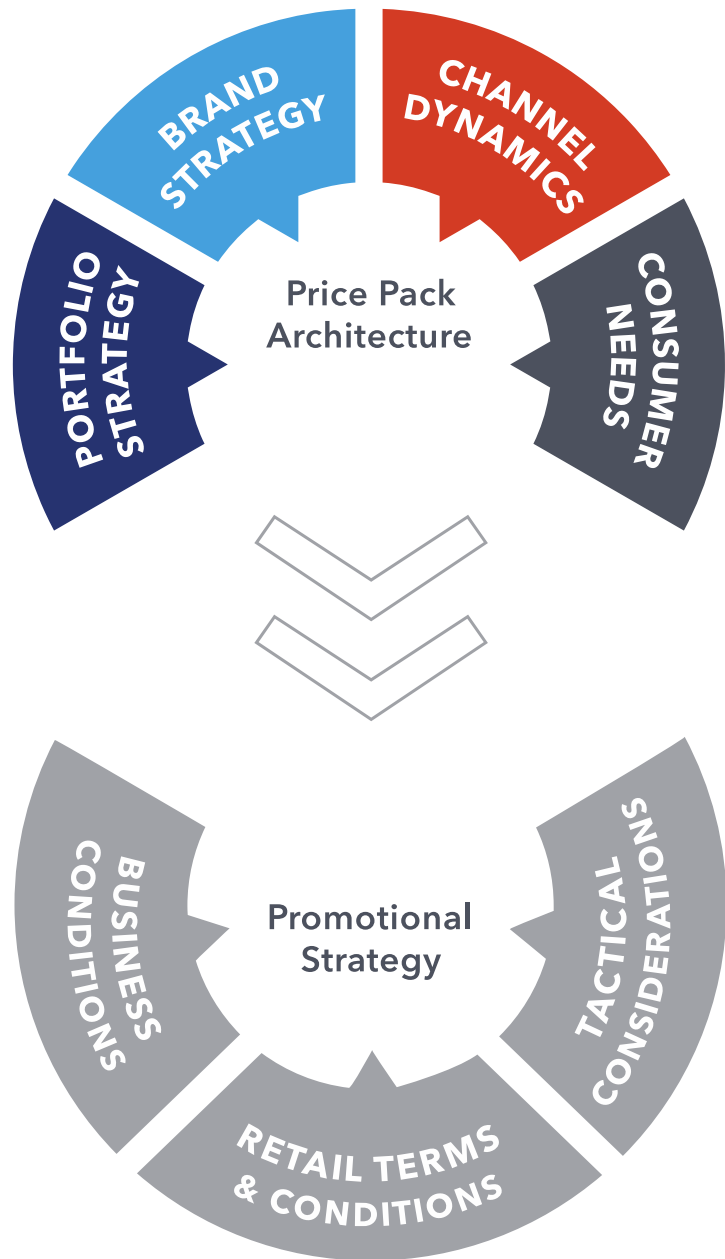 BRAND
STRATEGY
CHANNEL
DYNAMICS
PORTFOLIO
STRATEGY
Price Pack
Architecture
CONSUMER
NEEDS
BUSINESS
CONDITIONS
Promotional
Strategy
TACTICAL
CONSIDERATIONS
RETAIL TERMS
& CONDITIONS